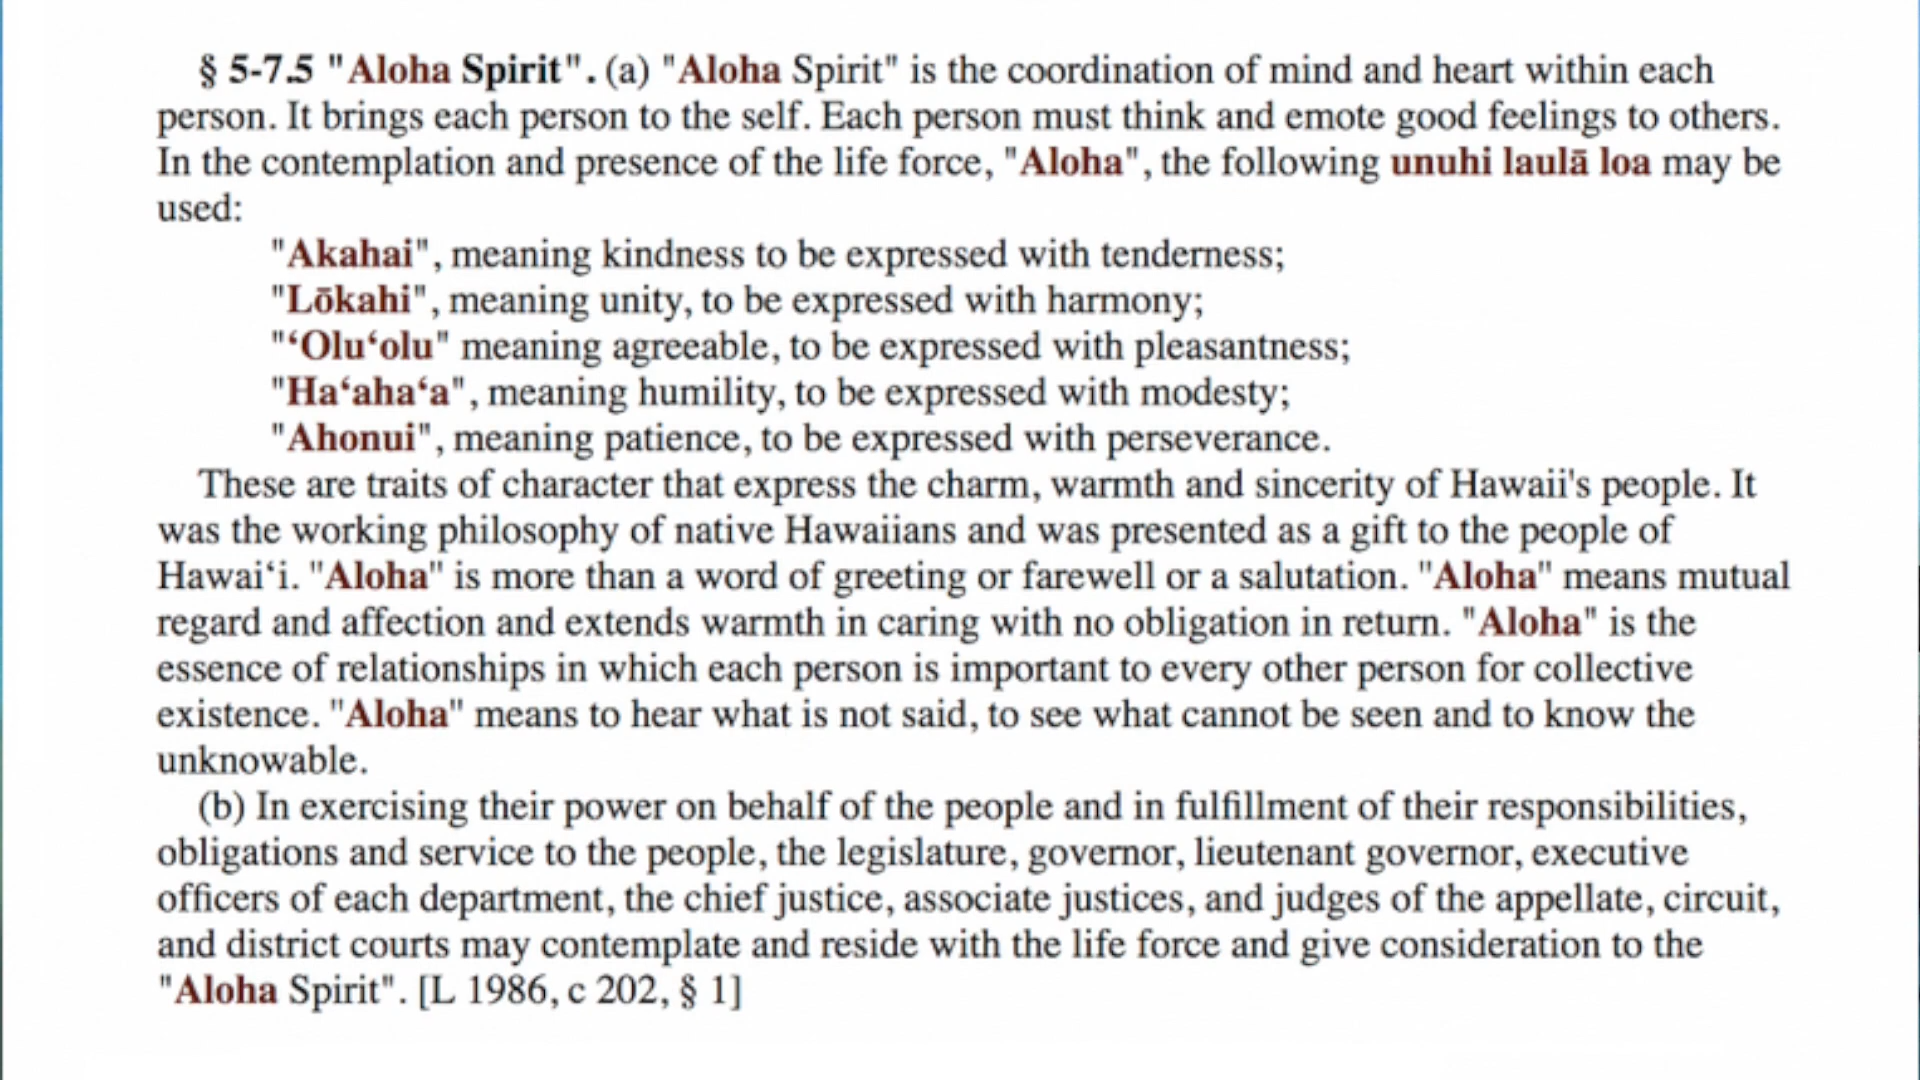 § 5-7.5 "Aloha Spirit". (a) "Aloha Spirit" is the coordination of mind and heart within each
person. It brings each person to the self. Each person must think and emote good feelings to others.
In the contemplation and presence of the life force, "Aloha", the following unuhi laulā loa may be
used:
"Akahai", meaning kindness to be expressed with tenderness;
"Lōkahi", meaning unity, to be expressed with harmony;
"ʻOluʻolu" meaning agreeable, to be expressed with pleasantness;
"Haʻahaʻa", meaning humility, to be expressed with modesty;
"Ahonui", meaning patience, to be expressed with perseverance.
These are traits of character that express the charm, warmth and sincerity of Hawaii's people. It
was the working philosophy of native Hawaiians and was presented as a gift to the people of
Hawaiʻi. "Aloha" is more than a word of greeting or farewell or a salutation. "Aloha" means mutual
regard and affection and extends warmth in caring with no obligation in return. "Aloha" is the
essence of relationships in which each person is important to every other person for collective
existence. "Aloha" means to hear what is not said, to see what cannot be seen and to know the
unknowable.
(b) In exercising their power on behalf of the people and in fulfillment of their responsibilities,
obligations and service to the people, the legislature, governor, lieutenant governor, executive
officers of each department, the chief justice, associate justices, and judges of the appellate, circuit,
and district courts may contemplate and reside with the life force and give consideration to the
"Aloha Spirit". [L 1986, c 202, § 1]